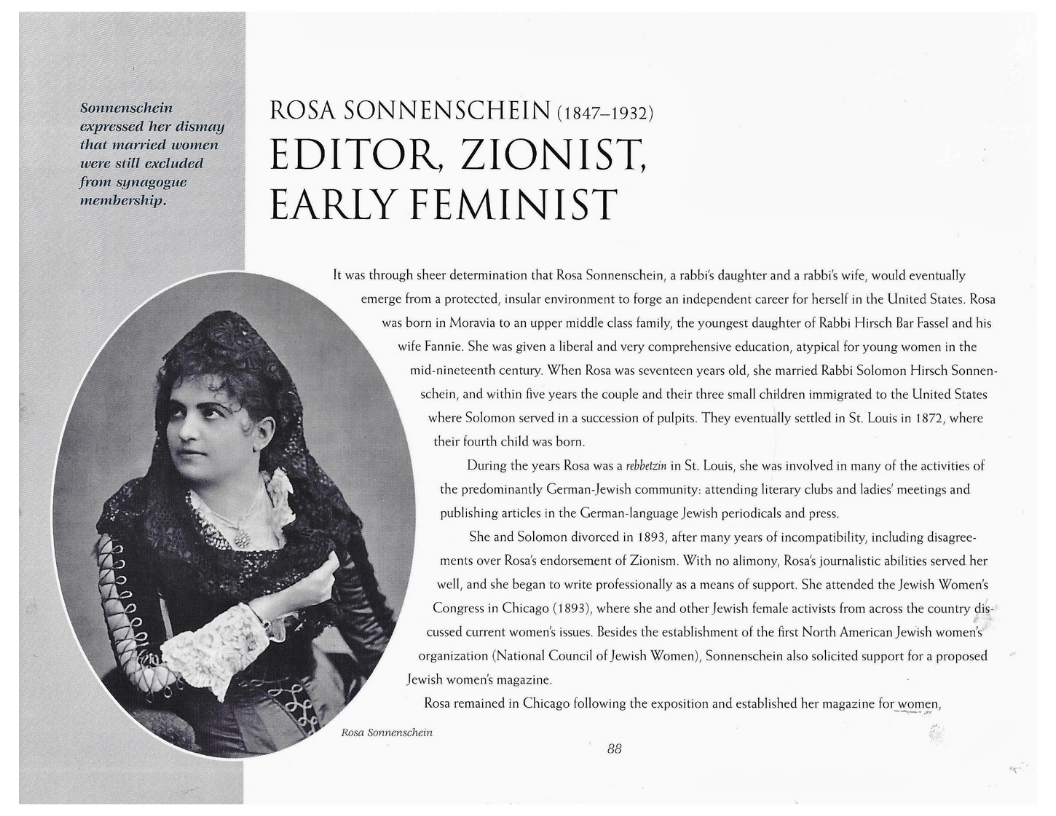 Sonnenschein
expressed her dismay
that married women
were still excluded
from synagogue
membership.
ROSA SONNENSCHEIN (1847–1932)
EDITOR, ZIONIST,
EARLY FEMINIST
It was through sheer determination that Rosa Sonnenschein, a rabbi's daughter and a rabbi's wife, would eventually
emerge from a protected, insular environment to forge an independent career for herself in the United States. Rosa
was born in Moravia to an upper middle class family, the youngest daughter of Rabbi Hirsch Bar Fassel and his
wife Fannie. She was given a liberal and very comprehensive education, atypical for young women in the
mid-nineteenth century. When Rosa was seventeen years old, she married Rabbi Solomon Hirsch Sonnen-
schein, and within five years the couple and their three small children immigrated to the United States
where Solomon served in a succession of pulpits. They eventually settled in St. Louis in 1872, where
their fourth child was born.
During the years Rosa was a rebbetzin in St. Louis, she was involved in many of the activities of
the predominantly German-Jewish community: attending literary clubs and ladies' meetings and
publishing articles in the German-language Jewish periodicals and press.
She and Solomon divorced in 1893, after many years of incompatibility, including disagree-
ments over Rosa's endorsement of Zionism. With no alimony, Rosa's journalistic abilities served her
well, and she began to write professionally as a means of support. She attended the Jewish Women's
Congress in Chicago (1893), where she and other Jewish female activists from across the country dis-
cussed current women's issues. Besides the establishment of the first North American Jewish women's
organization (National Council of Jewish Women), Sonnenschein also solicited support for a proposed
Jewish women's magazine.
Rosa remained in Chicago following the exposition and established her magazine for women,
Rosa Sonnenschein
88